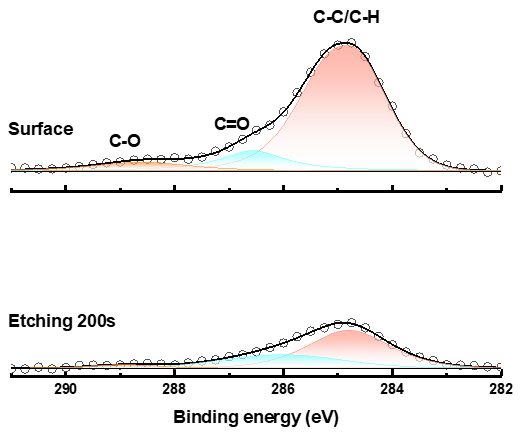 C-C/C-H
C=O
C-O
Surface
Etching 200s
290 288 286 284 282
Binding energy (eV)